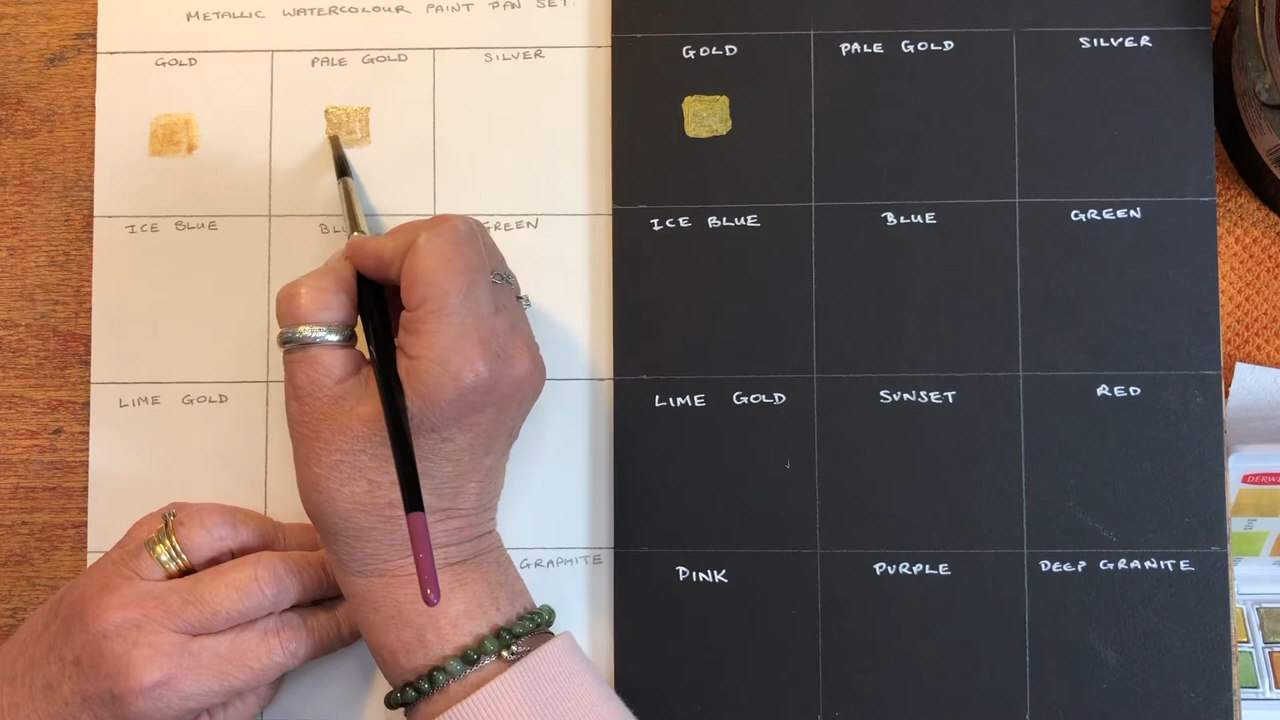 METALLIC WATERCOLOUR PAINT PAN SET.
GOLD PALE GOLD SILVER
ICE BLUE
LIME GOLD
GRAPHITE
GOLD PALE GOLD SILVER
ICE BLUE BLUE GREEN
LIME GOLD SUNSET RED
PINK PURPLE DEEP GRANITE